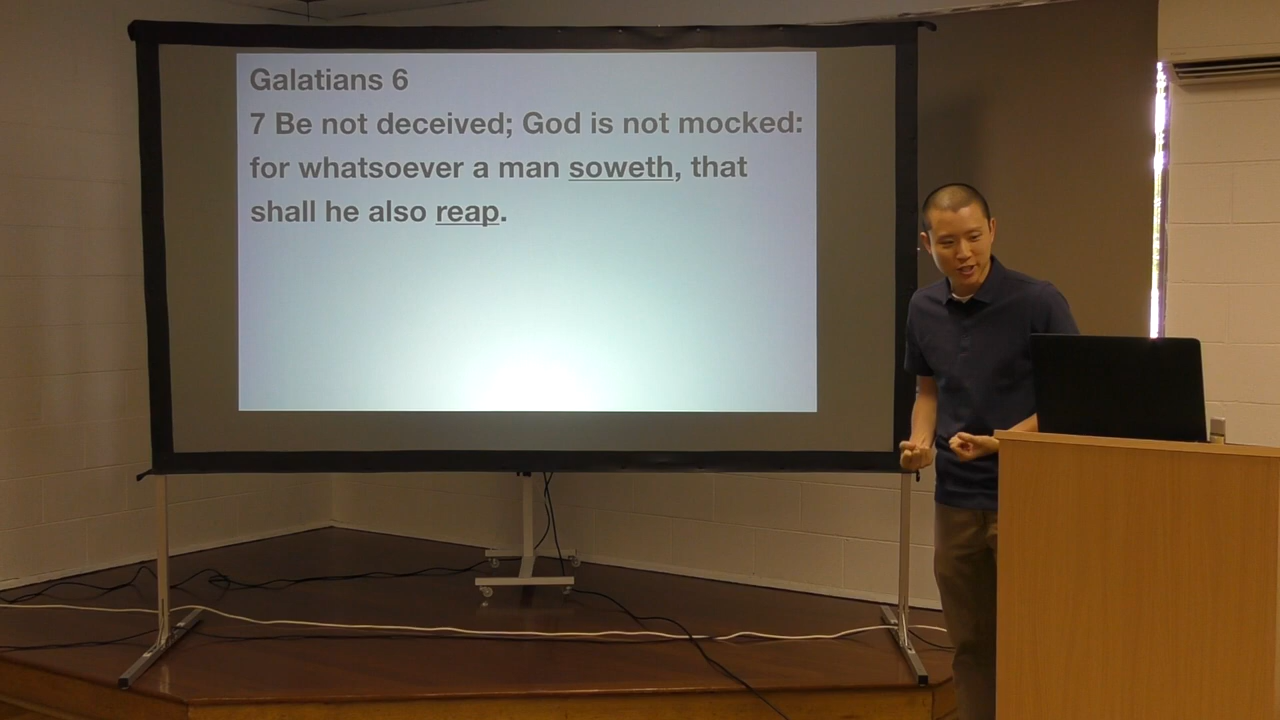 Galatians 6
7 Be not deceived; God is not mocked:
for whatsoever a man soweth, that
shall he also reap.